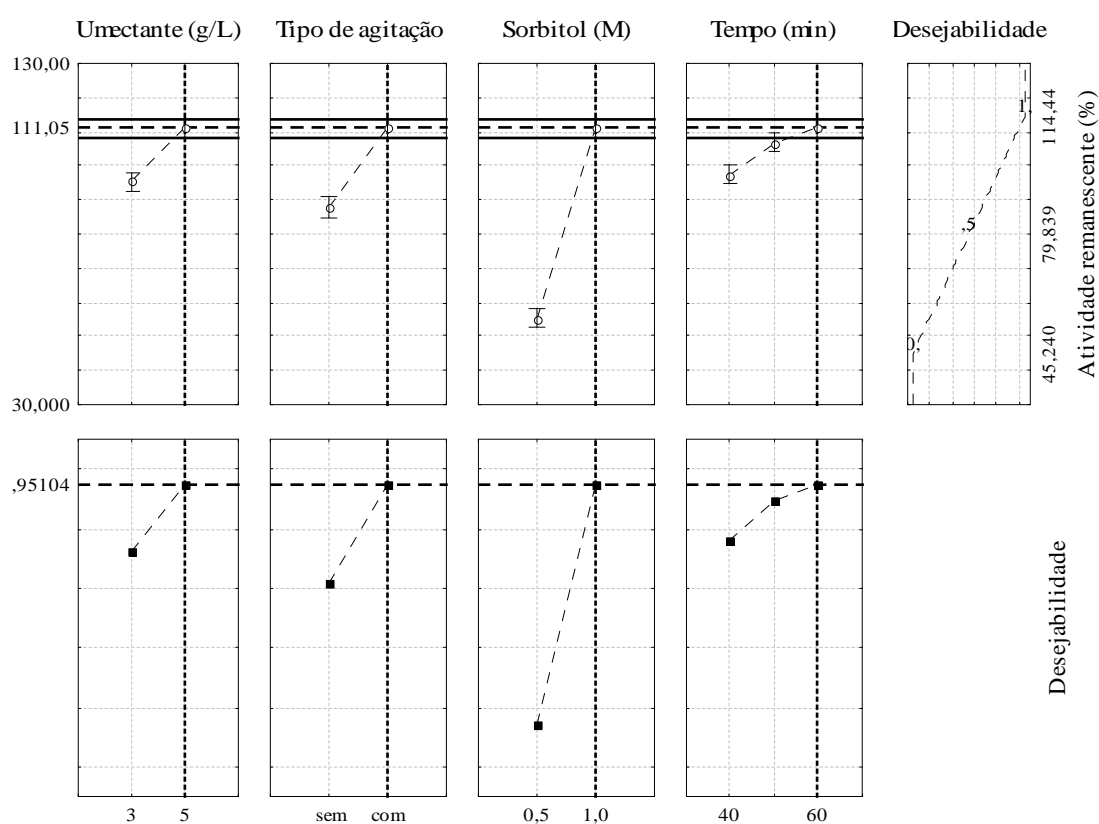 Umectante (g/L) Tipo de agitação Sorbitol (M) Tempo (min) Desejabilidade
130,00
111,05
30,000
1,
,5
0,
114,44
79,839
45,240
Atividade remanescente (%)
,95104
Desejabilidade
3 5 sem com 0,5 1,0 40 60